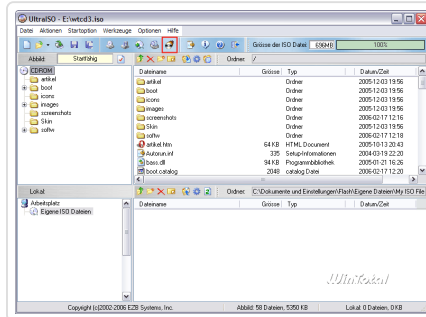 UltraISO - E:\wtcd3.iso
Datei Aktionen Startoption Werkzeuge Optionen Hilfe
Grösse der ISO Datei: 696MB 100%
Abbild: Startfähig Ordner: /
CDROM
artikel
boot
icons
images
screenshots
Skin
softw
Dateiname Grösse Typ Datum/Zeit
artikel Ordner 2005-12-03 19:56
boot Ordner 2005-12-03 19:56
icons Ordner 2005-12-03 19:56
images Ordner 2005-12-03 19:56
screenshots Ordner 2006-02-17 12:16
Skin Ordner 2005-12-03 19:56
softw Ordner 2006-02-17 12:18
artikel.htm 64 KB HTML Document 2005-10-13 20:43
Autorun.inf 335 Setup-Informationen 2004-03-19 22:20
bass.dll 94 KB Programmbibliothek 2005-01-21 16:26
boot.catalog 2048 catalog Datei 2006-02-17 12:20
Lokal: Ordner: C:\Dokumente und Einstellungen\Flash\Eigene Dateien\My ISO File
Arbeitsplatz
Eigene ISO Dateien
Dateiname Grösse Typ Datum/Zeit
WinTotal
Copyright (c)2002-2006 EZB Systems, Inc. Abbild: 58 Dateien, 5350 KB Lokal: 0 Dateien, 0 KB